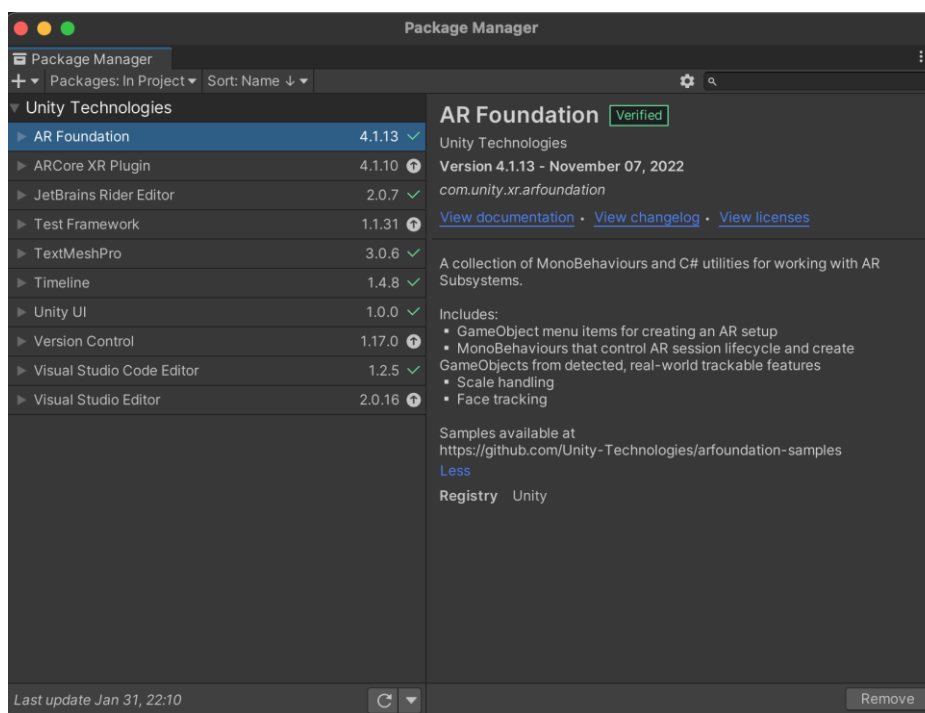 Package Manager
Package Manager
Packages: In Project Sort: Name ↓
Unity Technologies
AR Foundation 4.1.13
ARCore XR Plugin 4.1.10
JetBrains Rider Editor 2.0.7
Test Framework 1.1.31
TextMeshPro 3.0.6
Timeline 1.4.8
Unity UI 1.0.0
Version Control 1.17.0
Visual Studio Code Editor 1.2.5
Visual Studio Editor 2.0.16
Last update Jan 31, 22:10
AR Foundation Verified
Unity Technologies
Version 4.1.13 - November 07, 2022
com.unity.xr.arfoundation
View documentation • View changelog • View licenses
A collection of MonoBehaviours and C# utilities for working with AR
Subsystems.
Includes:
▪ GameObject menu items for creating an AR setup
▪ MonoBehaviours that control AR session lifecycle and create
GameObjects from detected, real-world trackable features
▪ Scale handling
▪ Face tracking
Samples available at
https://github.com/Unity-Technologies/arfoundation-samples
Less
Registry Unity
Remove